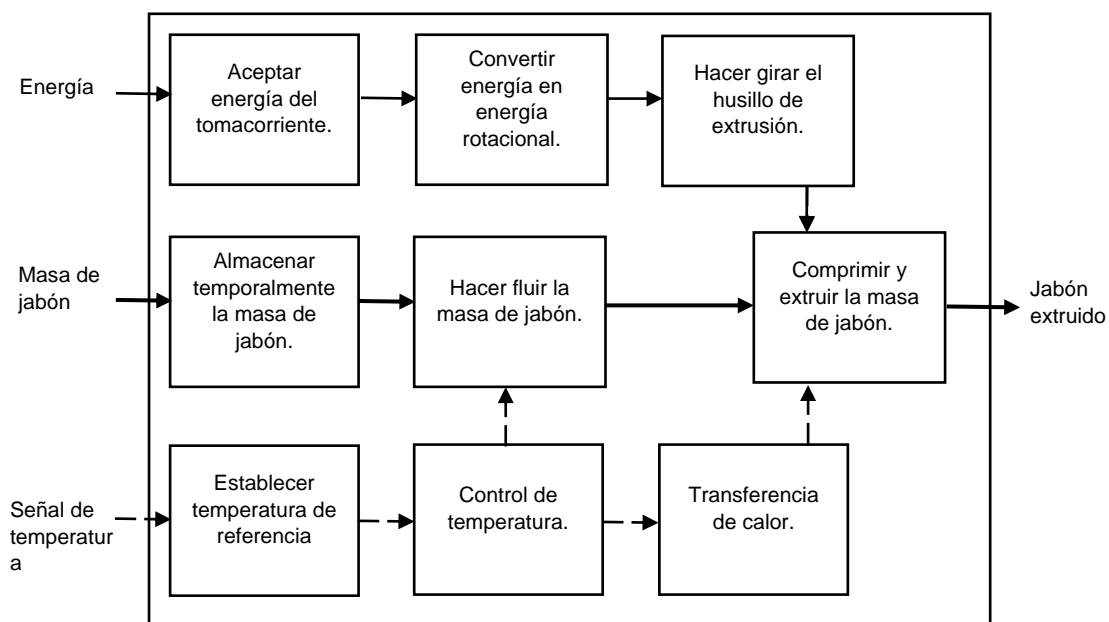 Energía
Aceptar
energía del
tomacorriente.
Convertir
energía en
energía
rotacional.
Hacer girar el
husillo de
extrusión.
Masa de
jabón
Almacenar
temporalmente
la masa de
jabón.
Hacer fluir la
masa de jabón.
Comprimir y
extruir la masa
de jabón.
Jabón
extruido
Señal de
temperatur
a
Establecer
temperatura de
referencia
Control de
temperatura.
Transferencia
de calor.